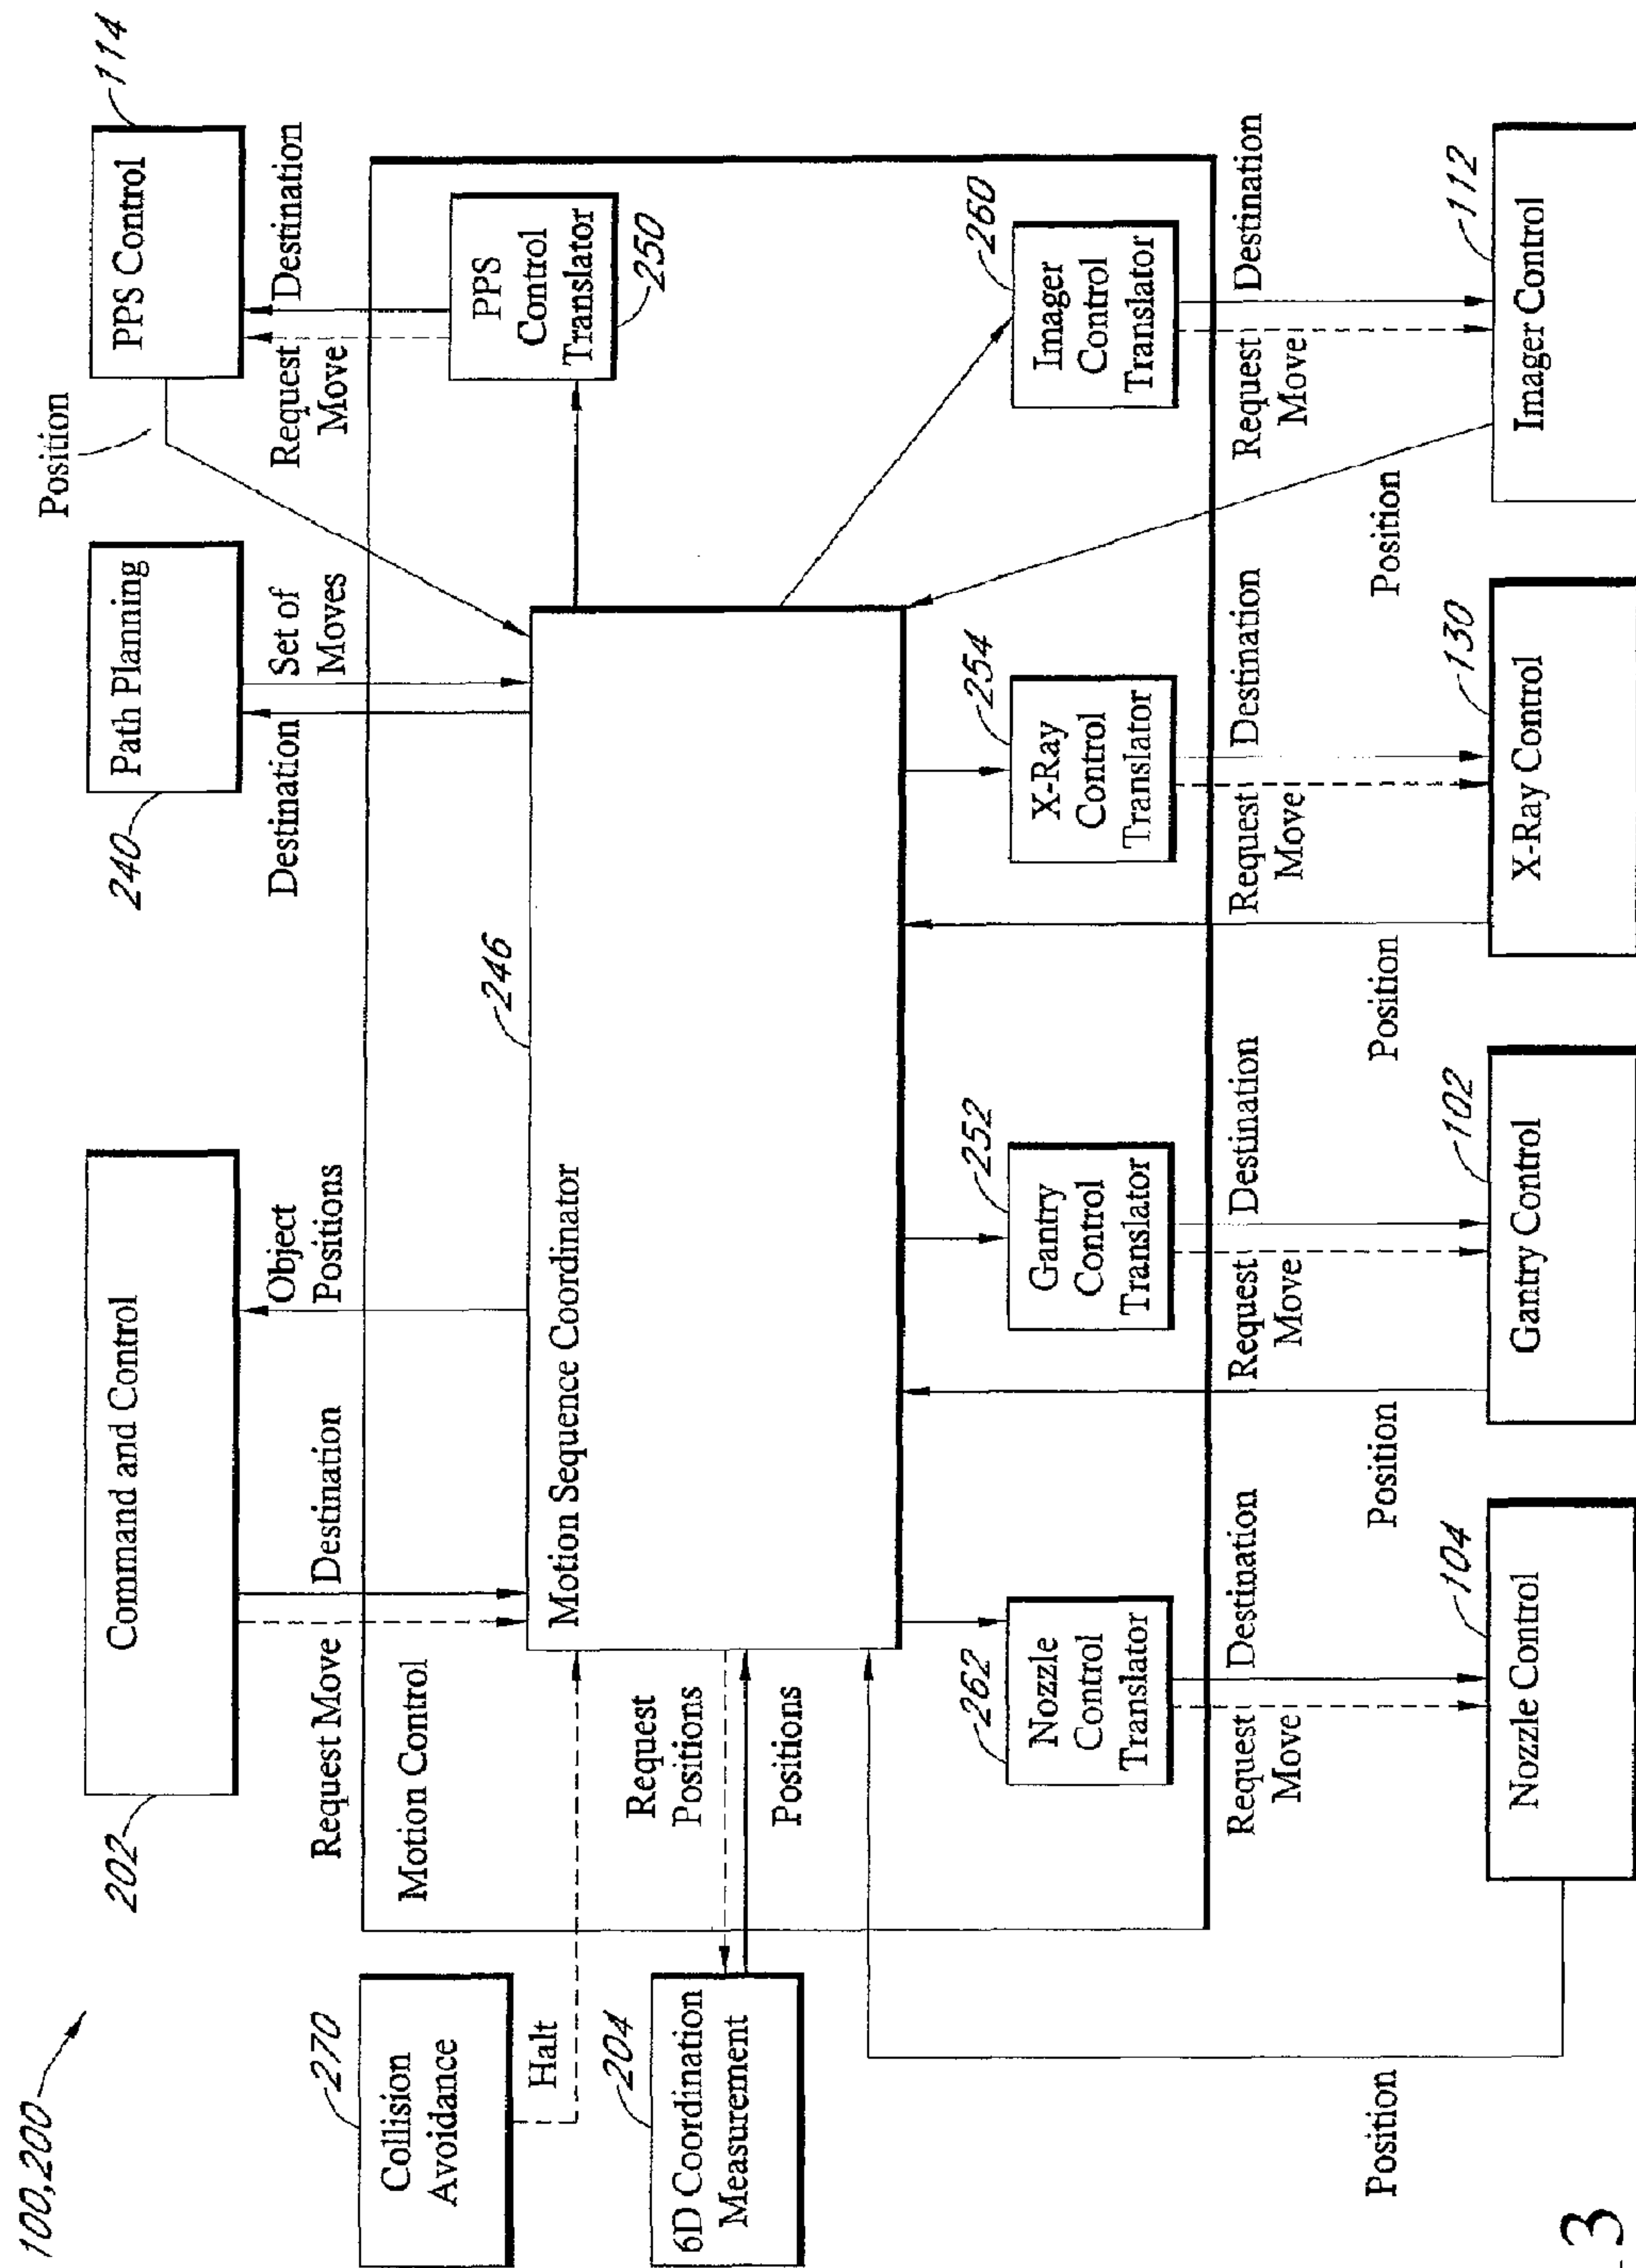 100,200
202
Command and Control
240
Path Planning
Position
PPS Control
114
Request Move
Destination
Object
Positions
Destination
Set of
Moves
Request
Move
Destination
270
Collision
Avoidance
Halt
Motion Control
246
PPS
Control
Translator
250
204
6D Coordination
Measurement
Request
Positions
Positions
Motion Sequence Coordinator
262
Nozzle
Control
Translator
252
Gantry
Control
Translator
254
X-Ray
Control
Translator
260
Imager
Control
Translator
Request
Move
Destination
Request
Move
Destination
Request
Move
Destination
Request
Move
Destination
Position
Position
Position
Position
104
Nozzle Control
102
Gantry Control
130
X-Ray Control
112
Imager Control
3